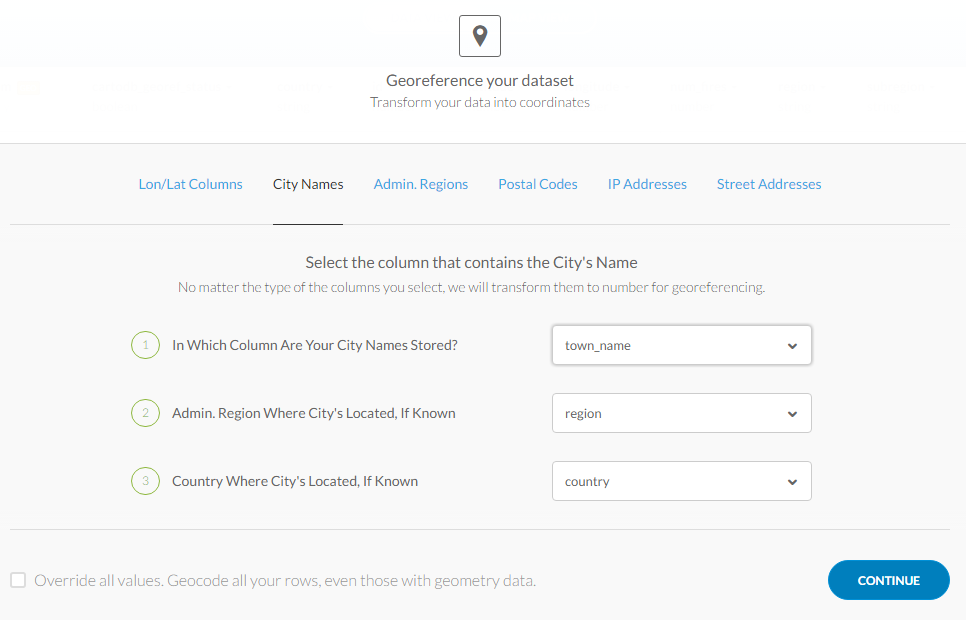 Georeference your dataset
Transform your data into coordinates
Lon/Lat Columns City Names Admin. Regions Postal Codes IP Addresses Street Addresses
Select the column that contains the City's Name
No matter the type of the columns you select, we will transform them to number for georeferencing.
1 In Which Column Are Your City Names Stored? town_name
2 Admin. Region Where City's Located, If Known region
3 Country Where City's Located, If Known country
Override all values. Geocode all your rows, even those with geometry data. CONTINUE